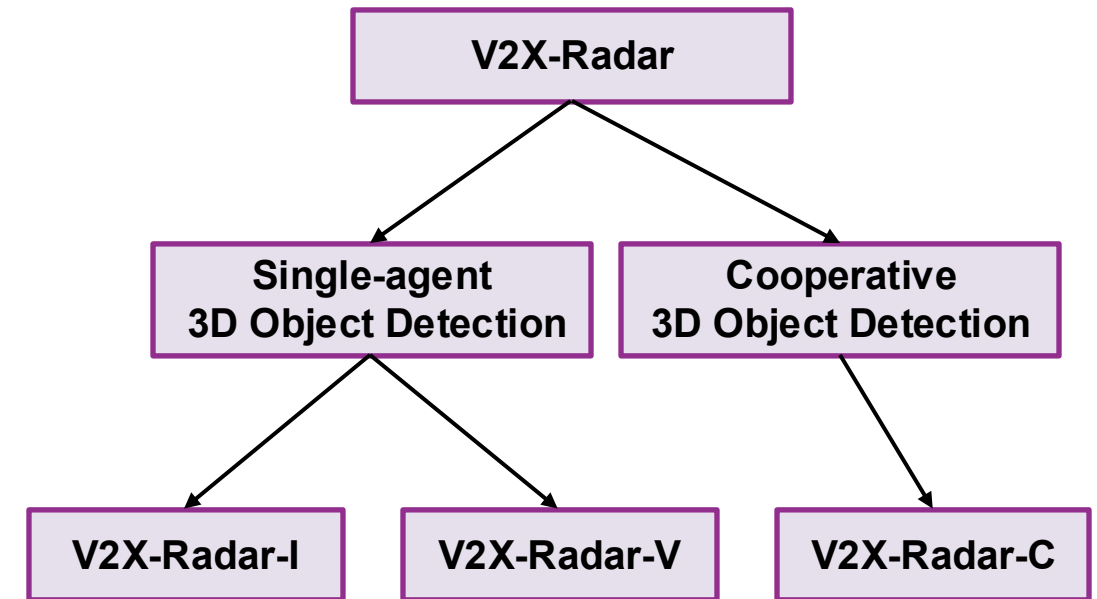 V2X-Radar
Single-agent
3D Object Detection
Cooperative
3D Object Detection
V2X-Radar-I
V2X-Radar-V
V2X-Radar-C